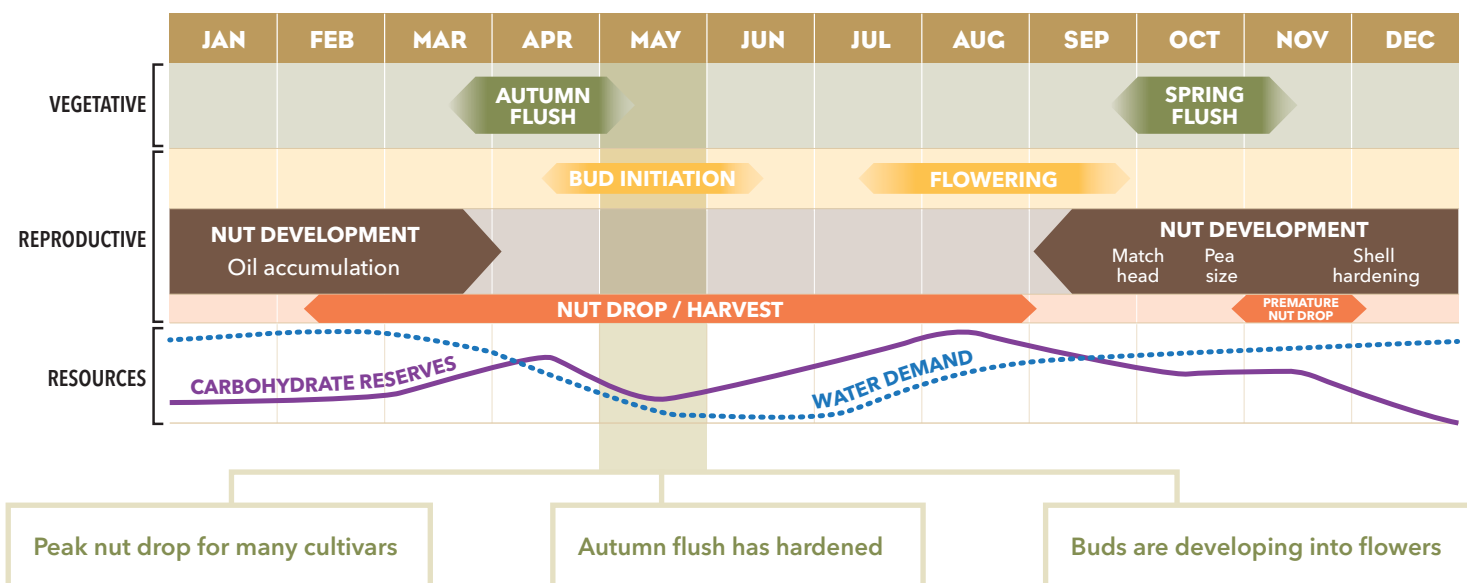 JAN FEB MAR APR MAY JUN JUL AUG SEP OCT NOV DEC
VEGETATIVE
AUTUMN
FLUSH
SPRING
FLUSH
REPRODUCTIVE
BUD INITIATION
FLOWERING
NUT DEVELOPMENT
Oil accumulation
NUT DEVELOPMENT
Match
head
Pea
size
Shell
hardening
NUT DROP / HARVEST
PREMATURE
NUT DROP
RESOURCES
CARBOHYDRATE RESERVES
WATER DEMAND
Peak nut drop for many cultivars
Autumn flush has hardened
Buds are developing into flowers